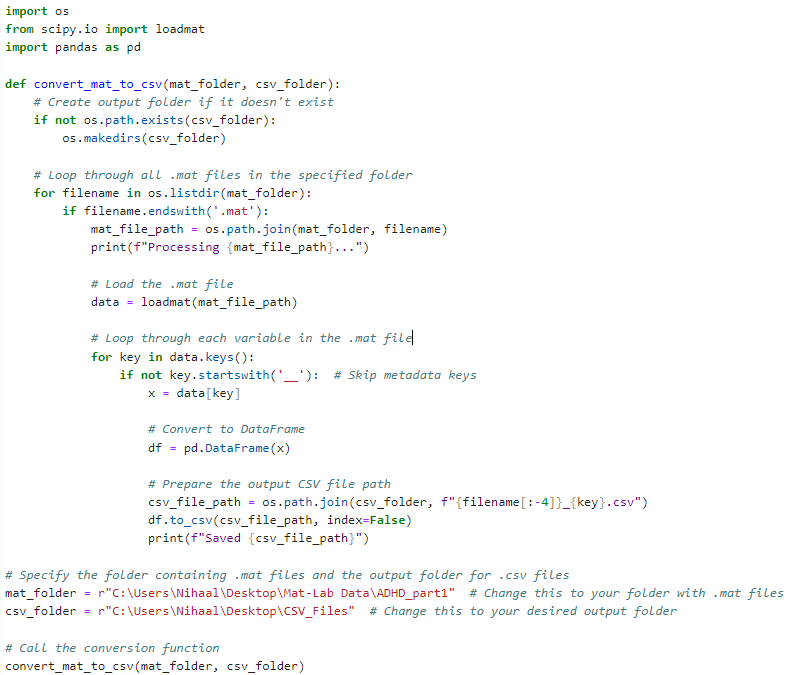 import os
from scipy.io import loadmat
import pandas as pd

def convert_mat_to_csv(mat_folder, csv_folder):
    # Create output folder if it doesn't exist
    if not os.path.exists(csv_folder):
        os.makedirs(csv_folder)

    # Loop through all .mat files in the specified folder
    for filename in os.listdir(mat_folder):
        if filename.endswith('.mat'):
            mat_file_path = os.path.join(mat_folder, filename)
            print(f"Processing {mat_file_path}...")

            # Load the .mat file
            data = loadmat(mat_file_path)

            # Loop through each variable in the .mat file
            for key in data.keys():
                if not key.startswith('__'):  # Skip metadata keys
                    x = data[key]

                    # Convert to DataFrame
                    df = pd.DataFrame(x)

                    # Prepare the output CSV file path
                    csv_file_path = os.path.join(csv_folder, f"{filename[:-4]}_{key}.csv")
                    df.to_csv(csv_file_path, index=False)
                    print(f"Saved {csv_file_path}")

# Specify the folder containing .mat files and the output folder for .csv files
mat_folder = r"C:\Users\Nihaal\Desktop\Mat-Lab Data\ADHD_part1"  # Change this to your folder with .mat files
csv_folder = r"C:\Users\Nihaal\Desktop\CSV_Files"  # Change this to your desired output folder

# Call the conversion function
convert_mat_to_csv(mat_folder, csv_folder)